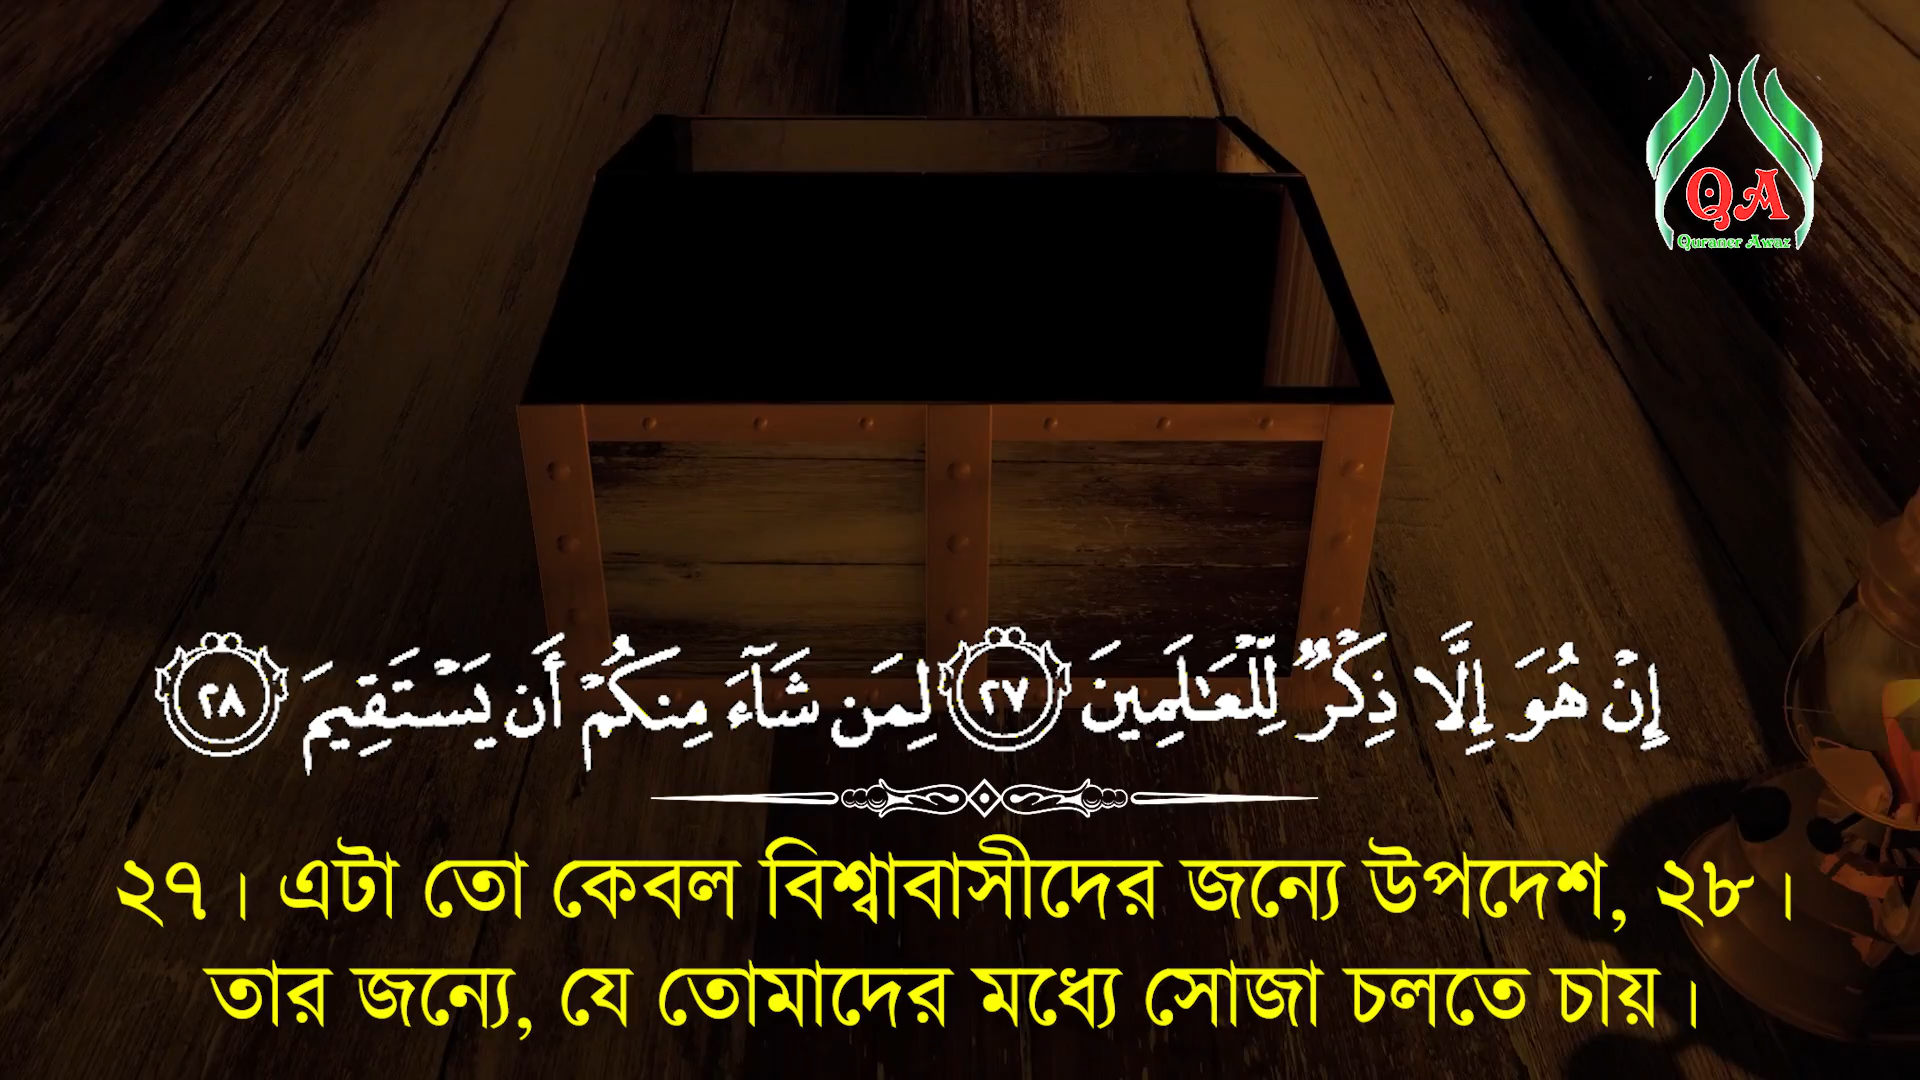 QA
Quraner Awaz
إِنْ هُوَ إِلَّا ذِكْرٌ لِّلْعَـٰلَمِينَ ٢٧ لِمَن شَآءَ مِنكُمْ أَن يَسْتَقِيمَ ٢٨
২৭। এটা তো কেবল বিশ্বাবাসীদের জন্যে উপদেশ, ২৮।
তার জন্যে, যে তোমাদের মধ্যে সোজা চলতে চায়।